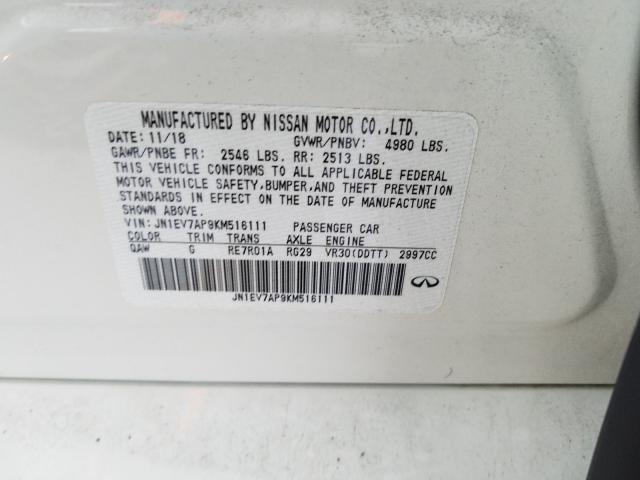 MANUFACTURED BY NISSAN MOTOR CO.,LTD.
DATE: 11/18 GVWR/PNBV: 4980 LBS.
GAWR/PNBE FR: 2546 LBS. RR: 2513 LBS.
THIS VEHICLE CONFORMS TO ALL APPLICABLE FEDERAL
MOTOR VEHICLE SAFETY,BUMPER,AND THEFT PREVENTION
STANDARDS IN EFFECT ON THE DATE OF MANUFACTURE
SHOWN ABOVE.
VIN: JN1EV7AP9KM516111 PASSENGER CAR
COLOR TRIM TRANS AXLE ENGINE
QAW G RE7R01A RG29 VR30(DDTT) 2997CC
JN1EV7AP9KM516111